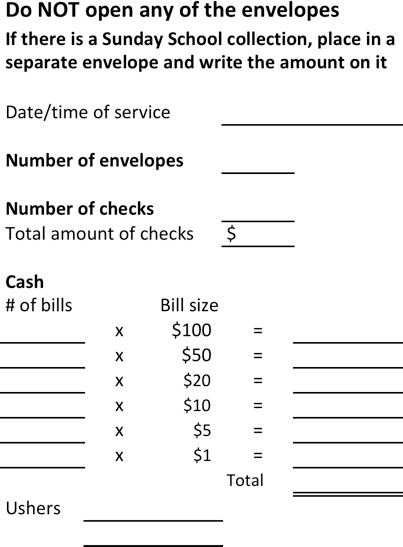 Do NOT open any of the envelopes
If there is a Sunday School collection, place in a
separate envelope and write the amount on it
Date/time of service
Number of envelopes
Number of checks
Total amount of checks $
Cash
# of bills Bill size
x $100 =
x $50 =
x $20 =
x $10 =
x $5 =
x $1 =
Total
Ushers